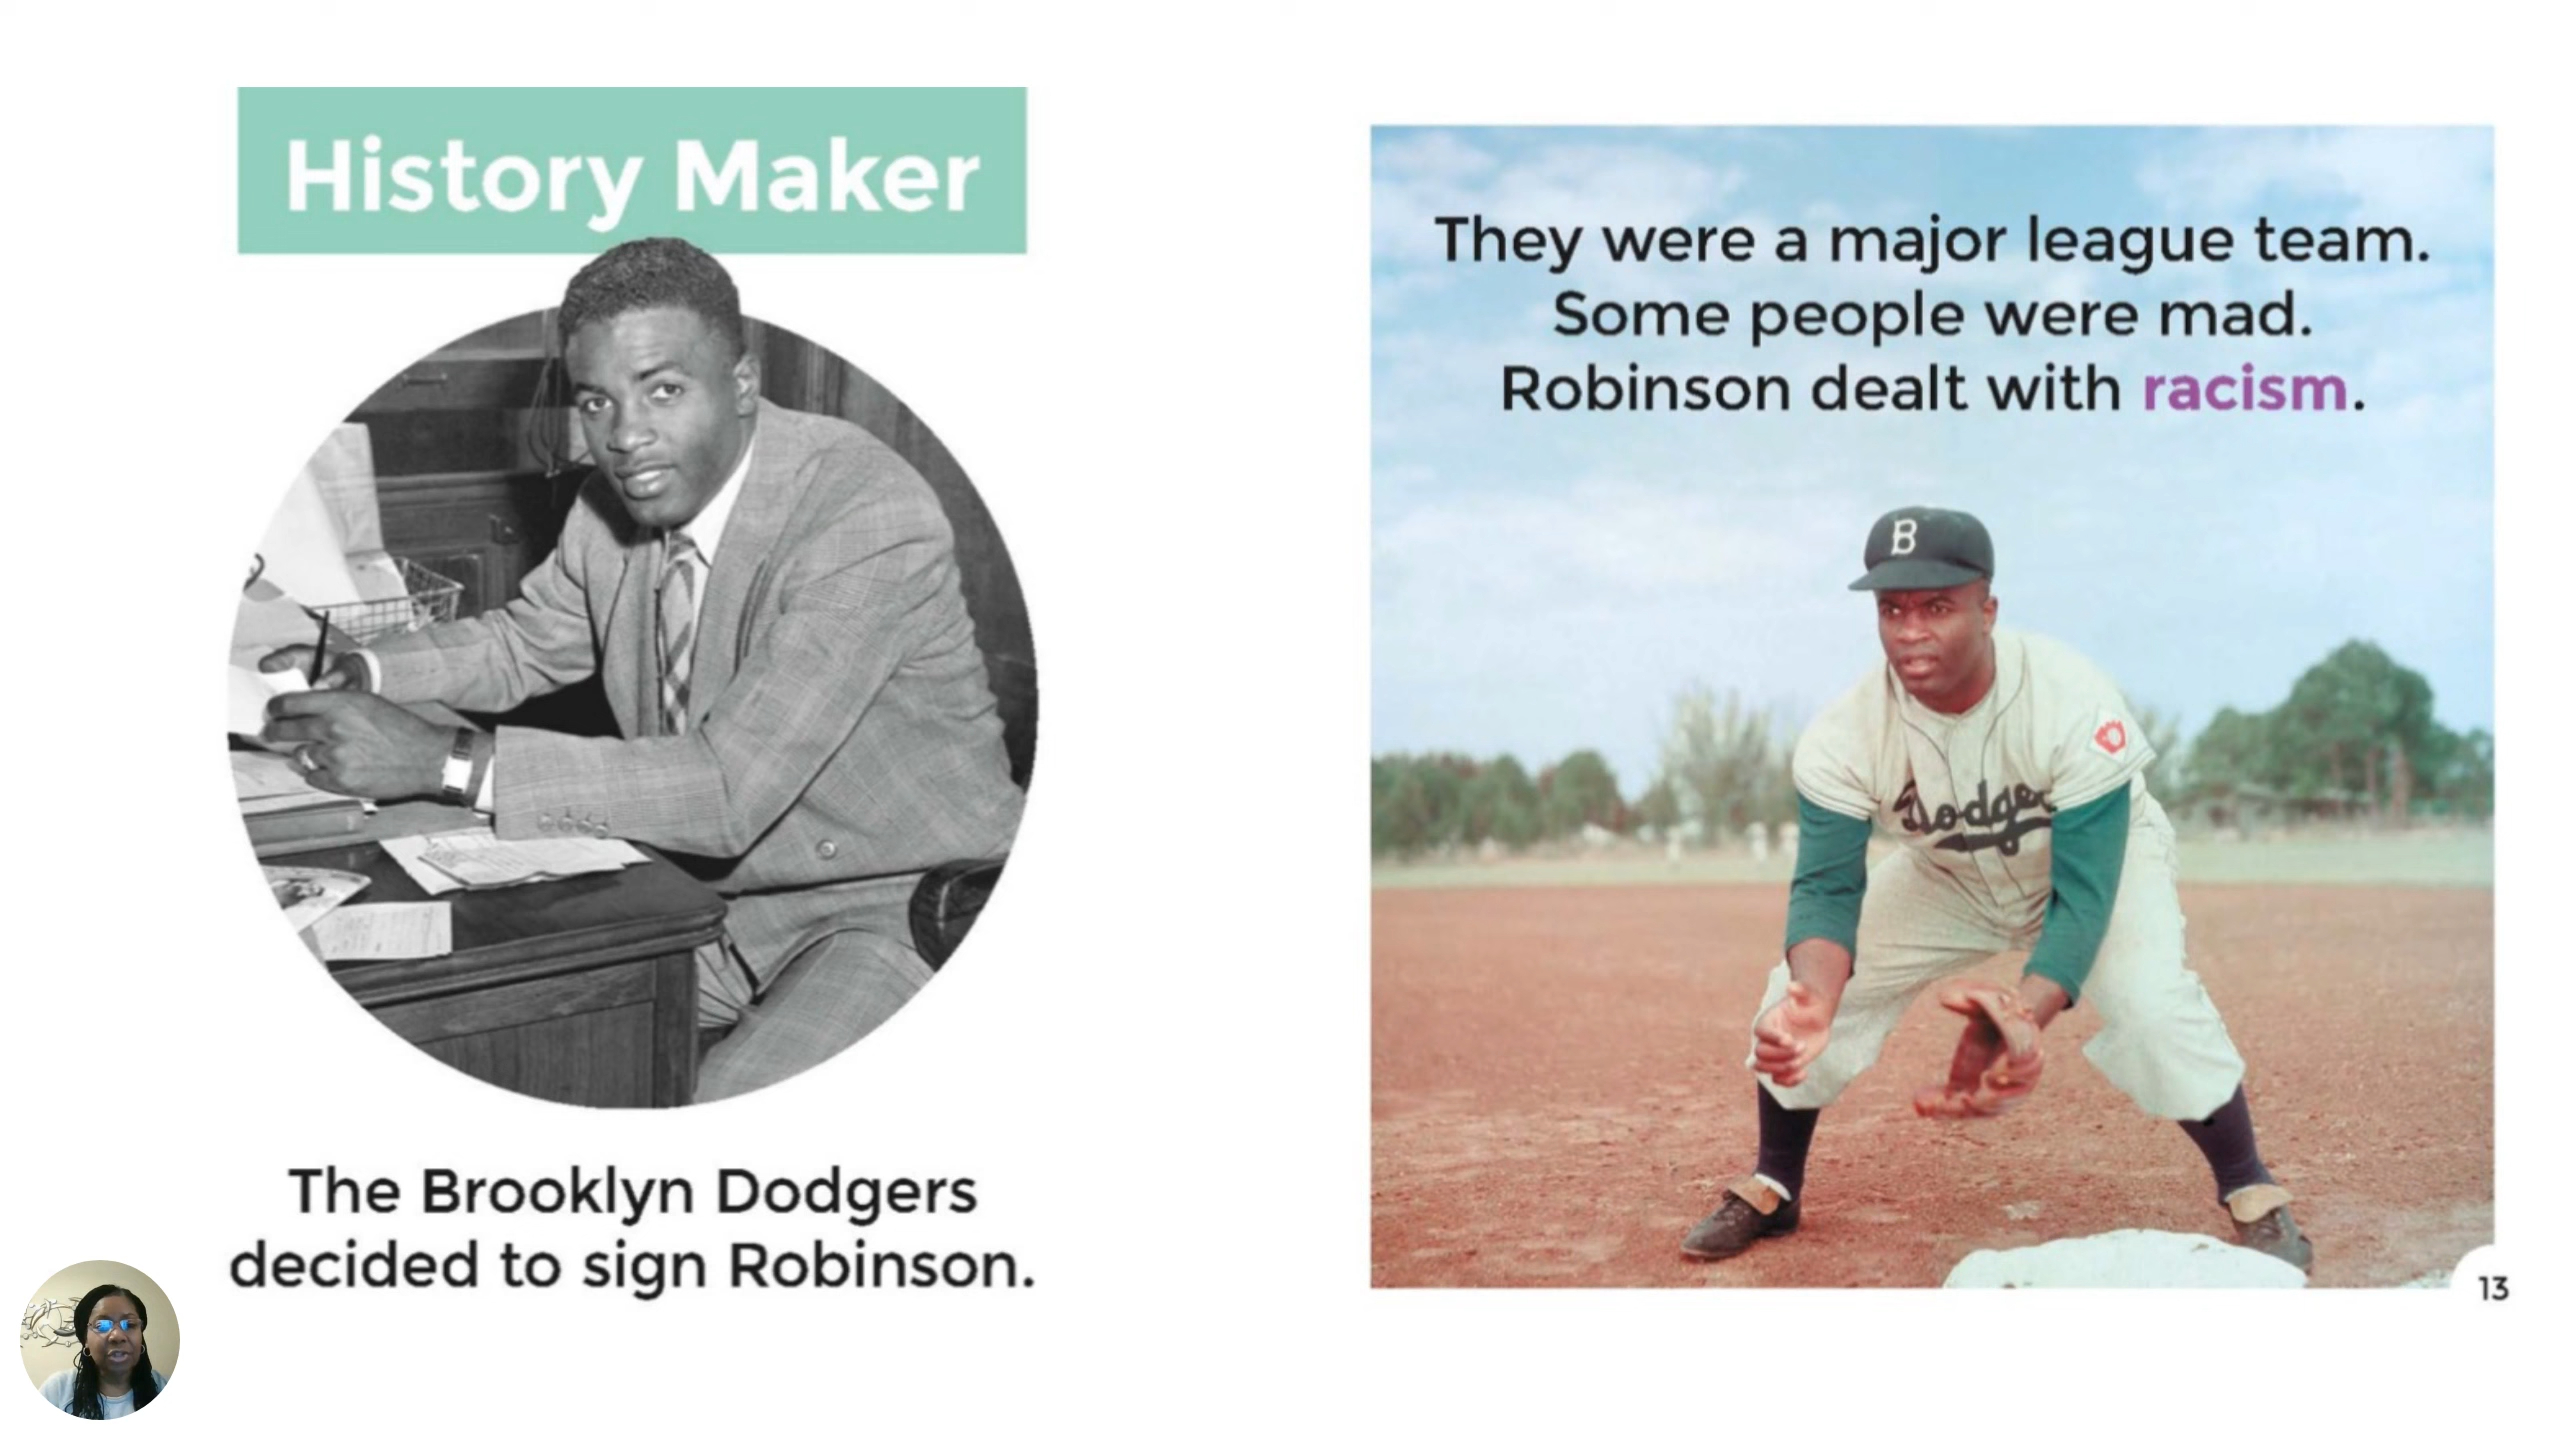 History Maker
The Brooklyn Dodgers
decided to sign Robinson.
They were a major league team.
Some people were mad.
Robinson dealt with racism.
B
Dodge
13